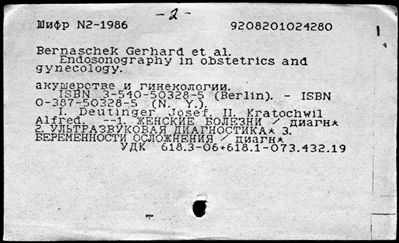 - 2 -
Шифр N2-1986 9208201024280
Bernaschek Gerhard et al.
Endosonography in obstetrics and
gynecology.
акушерстве и гинекологии.
ISBN 3-540-50328-5 (Berlin). - ISBN
0-387-50328-5 (N. Y.).
I. Deutinger Josef. II. Kratochwil
Alfred. --1. ЖЕНСКИЕ БОЛЕЗНИ / диагн*
2. УЛЬТРАЗВУКОВАЯ ДИАГНОСТИКА* 3.
БЕРЕМЕННОСТИ ОСЛОЖНЕНИЯ / диагн*
УДК 618.3-06+618.1-073.432.19